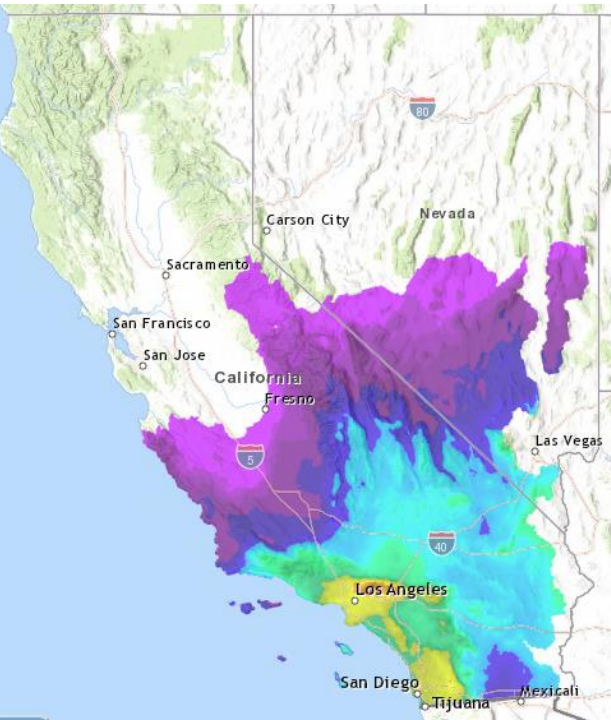 80
Nevada
Carson City
Sacramento
San Francisco
San Jose
California
Fresno
5
Las Vegas
40
Los Angeles
San Diego
Mexicali
Tijuana